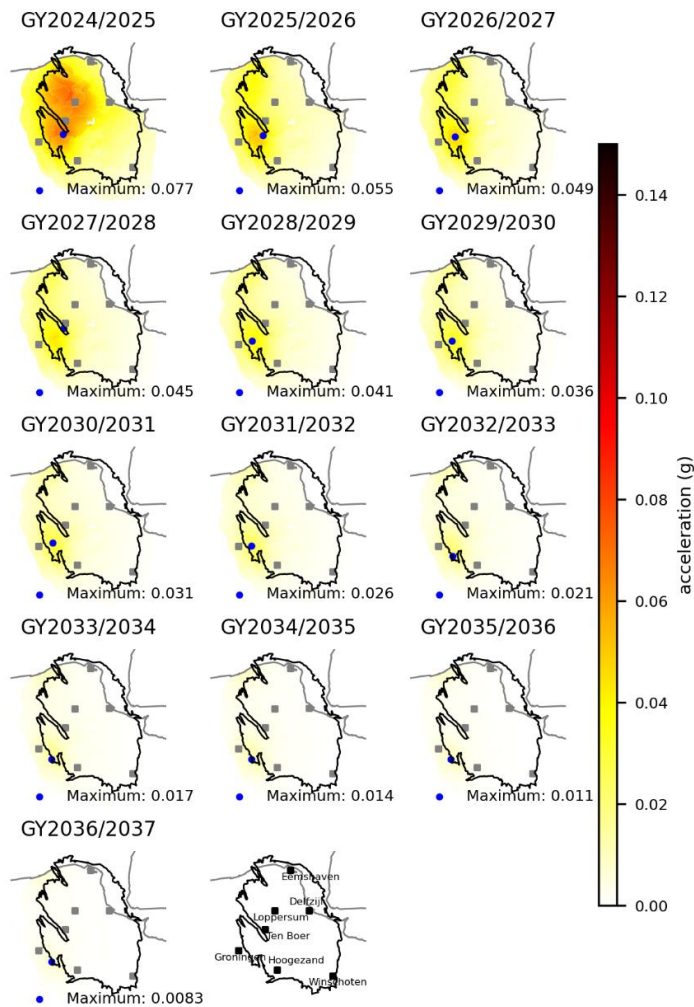 GY2024/2025
GY2025/2026
GY2026/2027
Maximum: 0.077
Maximum: 0.055
Maximum: 0.049
GY2027/2028
GY2028/2029
GY2029/2030
Maximum: 0.045
Maximum: 0.041
Maximum: 0.036
GY2030/2031
GY2031/2032
GY2032/2033
Maximum: 0.031
Maximum: 0.026
Maximum: 0.021
GY2033/2034
GY2034/2035
GY2035/2036
Maximum: 0.017
Maximum: 0.014
Maximum: 0.011
GY2036/2037
Maximum: 0.0083
Eemshaven
Delfzijl
Loppersum
Ten Boer
Groningen
Hoogezand
Winschoten
0.14
0.12
0.10
0.08
0.06
0.04
0.02
0.00
acceleration (g)